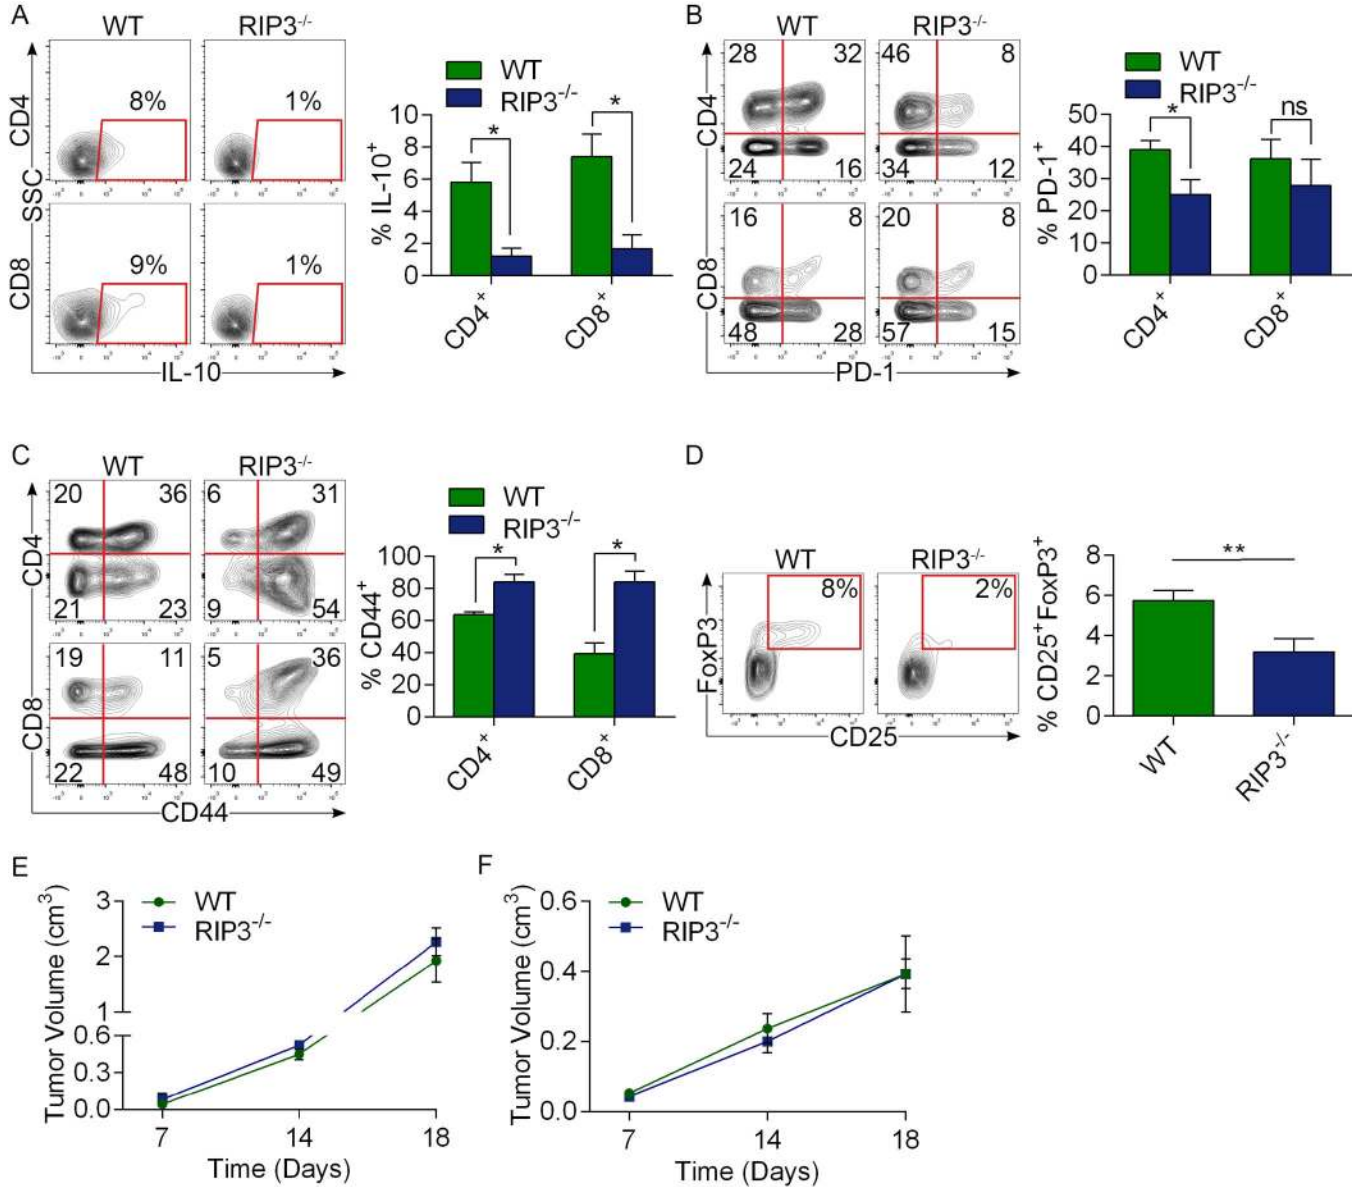 A
WT RIP3-/-
CD4
8% 1%
SSC
CD8
9% 1%
IL-10
WT
RIP3-/-
% IL-10+
10
8
6
4
2
0
* *
CD4+ CD8+
B
WT RIP3-/-
CD4
28 32 46 8
24 16 34 12
CD8
16 8 20 8
48 28 57 15
PD-1
WT
RIP3-/-
% PD-1+
50
40
30
20
10
0
* ns
CD4+ CD8+
C
WT RIP3-/-
CD4
20 36 6 31
21 23 9 54
CD8
19 11 5 36
22 48 10 49
CD44
WT
RIP3-/-
% CD44+
100
80
60
40
20
0
* *
CD4+ CD8+
D
WT RIP3-/-
FoxP3
8% 2%
CD25
% CD25+FoxP3+
8
6
4
2
0
**
WT RIP3-/-
E
WT
RIP3-/-
Tumor Volume (cm3)
3
2
1
0.6
0.3
0.0
7 14 18
Time (Days)
F
WT
RIP3-/-
Tumor Volume (cm3)
0.6
0.4
0.2
0.0
7 14 18
Time (Days)